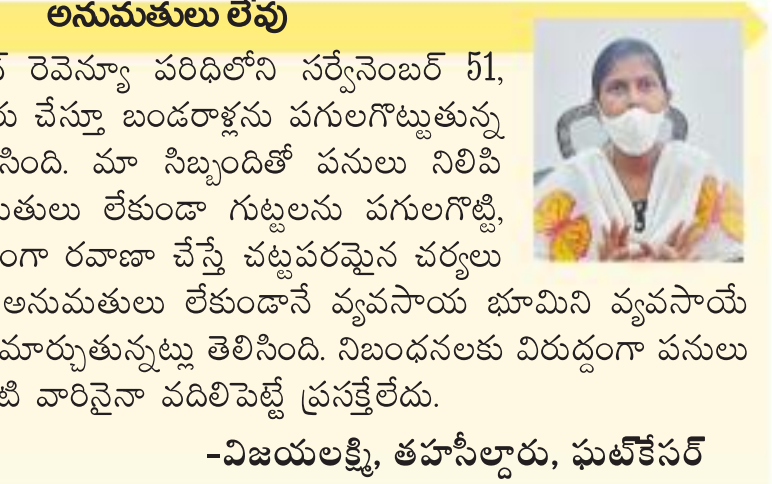 అనుమతులు లేవు
రెవెన్యూ పరిధిలోని సర్వేనెంబర్ 51,
చేస్తూ బండరాళ్లను పగులగొట్టుతున్న
సింది. మా సిబ్బందితో పనులు నిలిపి
మతులు లేకుండా గుట్టలను పగులగొట్టి,
ంగా రవాణా చేస్తే చట్టపరమైన చర్యలు
అనుమతులు లేకుండానే వ్యవసాయ భూమిని వ్యవసాయే
మార్చుతున్నట్లు తెలిసింది. నిబంధనలకు విరుద్దంగా పనులు
టి వారినైనా వదిలిపెట్టే ప్రసక్తేలేదు.
-విజయలక్ష్మి, తహసీల్దారు, ఘట్‌కేసర్